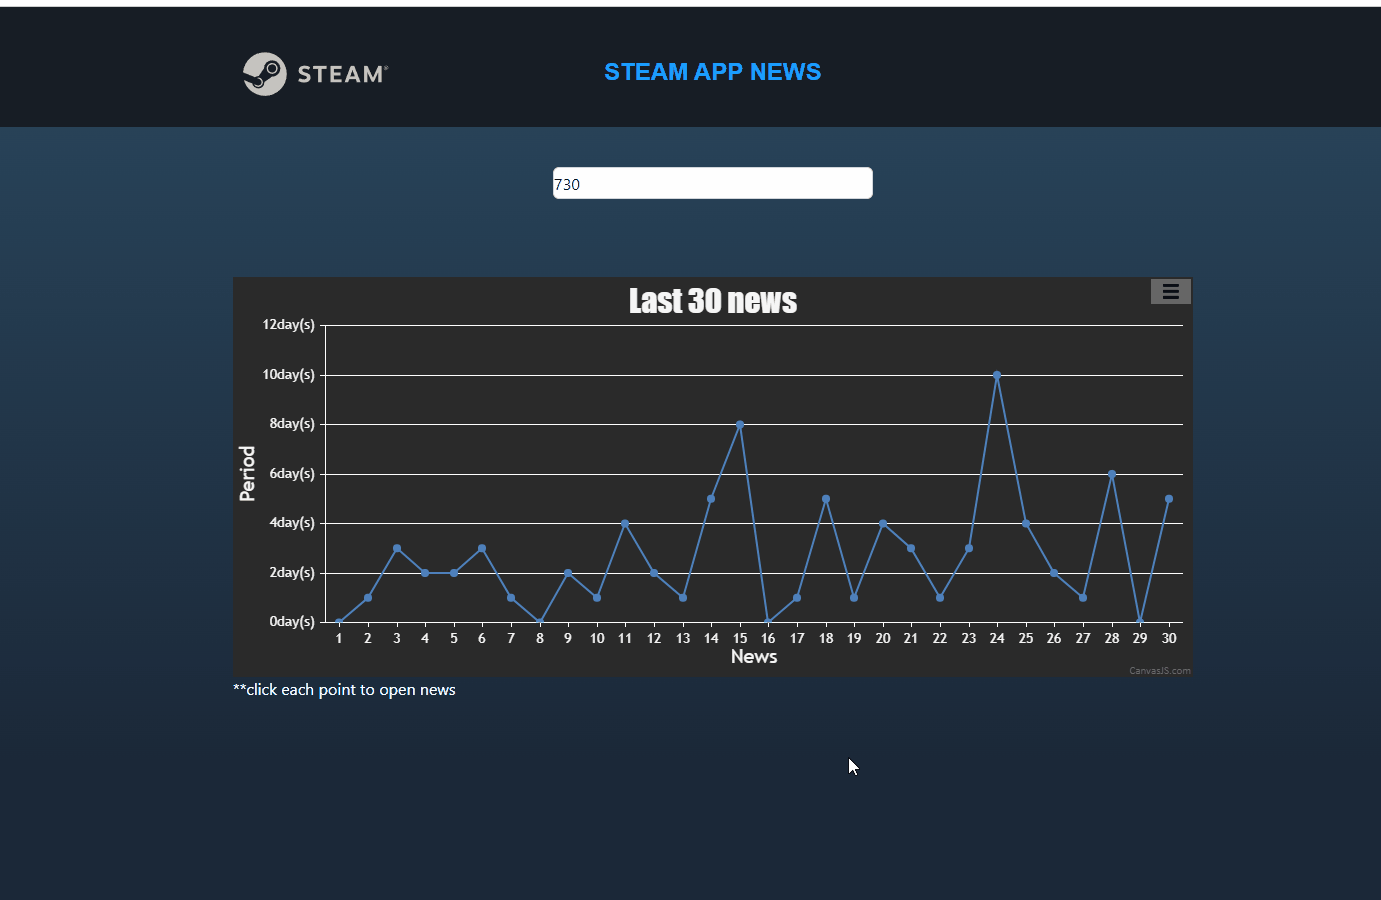 STEAM®
STEAM APP NEWS
730
Last 30 news
12day(s)
10day(s)
8day(s)
6day(s)
4day(s)
2day(s)
0day(s)
Period
1 2 3 4 5 6 7 8 9 10 11 12 13 14 15 16 17 18 19 20 21 22 23 24 25 26 27 28 29 30
News
CanvasJS.com
**click each point to open news